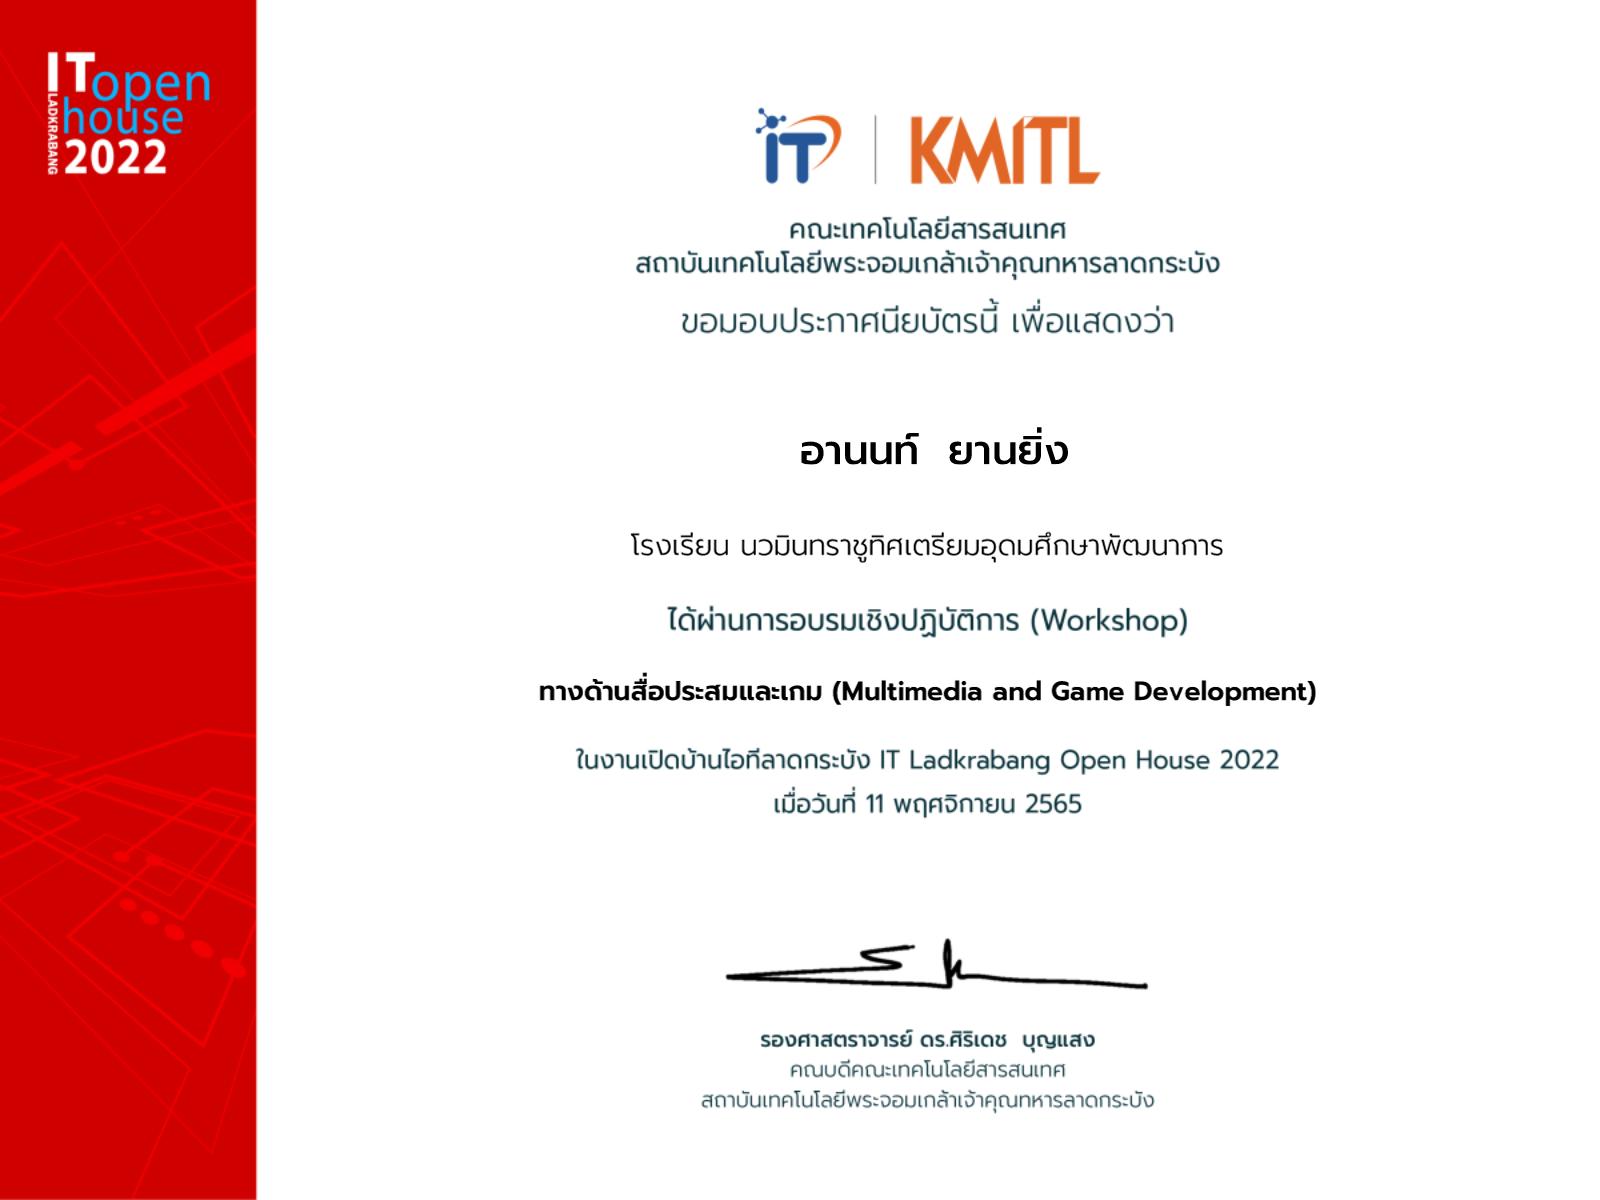 IT open
house
2022
LADKRABANG
iT KMITL
คณะเทคโนโลยีสารสนเทศ
สถาบันเทคโนโลยีพระจอมเกล้าเจ้าคุณทหารลาดกระบัง
ขอมอบประกาศนียบัตรนี้ เพื่อแสดงว่า
อานนท์ ยานยิ่ง
โรงเรียน นวมินทราชูทิศเตรียมอุดมศึกษาพัฒนาการ
ได้ผ่านการอบรมเชิงปฏิบัติการ (Workshop)
ทางด้านสื่อประสมและเกม (Multimedia and Game Development)
ในงานเปิดบ้านไอทีลาดกระบัง IT Ladkrabang Open House 2022
เมื่อวันที่ 11 พฤศจิกายน 2565
รองศาสตราจารย์ ดร.ศิริเดช บุญแสง
คณบดีคณะเทคโนโลยีสารสนเทศ
สถาบันเทคโนโลยีพระจอมเกล้าเจ้าคุณทหารลาดกระบัง